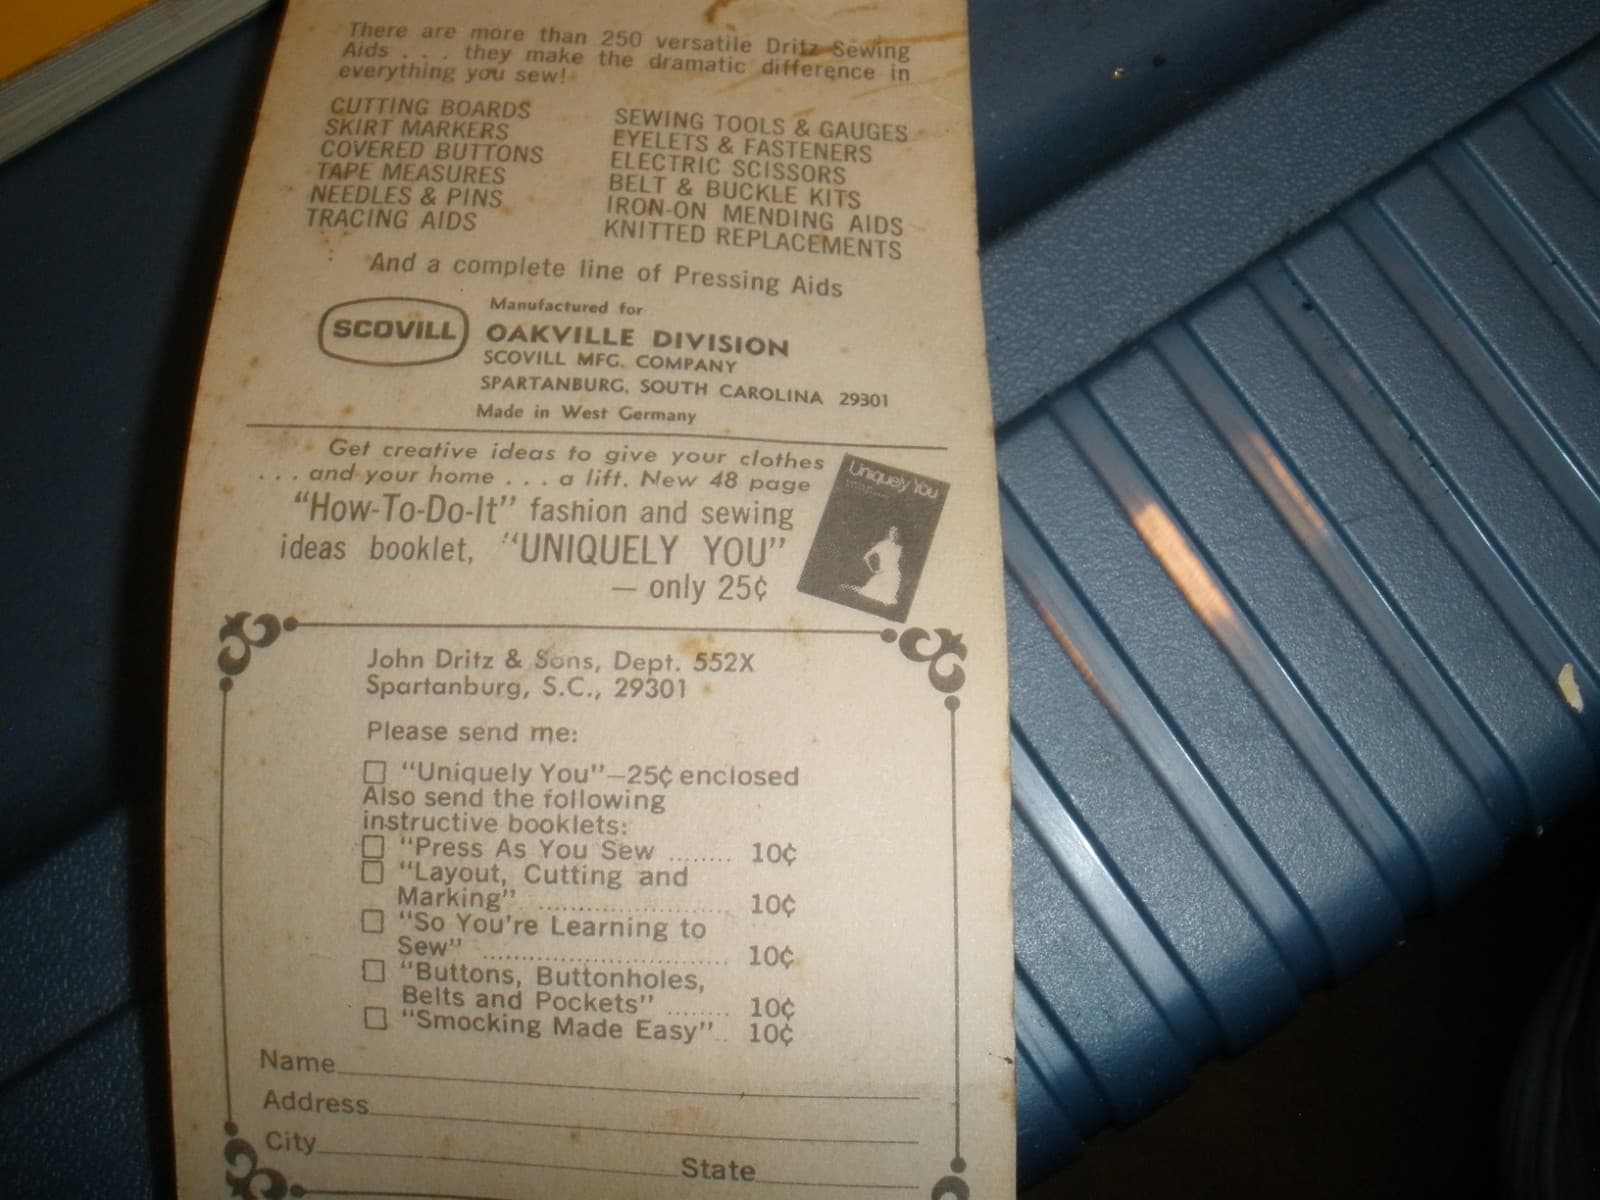 There are more than 250 versatile Dritz Sewing
Aids . . . they make the dramatic difference in
everything you sew!
CUTTING BOARDS
SKIRT MARKERS
COVERED BUTTONS
TAPE MEASURES
NEEDLES & PINS
TRACING AIDS
SEWING TOOLS & GAUGES
EYELETS & FASTENERS
ELECTRIC SCISSORS
BELT & BUCKLE KITS
IRON-ON MENDING AIDS
KNITTED REPLACEMENTS
And a complete line of Pressing Aids
SCOVILL
Manufactured for
OAKVILLE DIVISION
SCOVILL MFG. COMPANY
SPARTANBURG, SOUTH CAROLINA 29301
Made in West Germany
Get creative ideas to give your clothes
. . . and your home . . . a lift. New 48 page
"How-To-Do-It" fashion and sewing
ideas booklet, "UNIQUELY YOU"
— only 25¢
Uniquely You
John Dritz & Sons, Dept. 552X
Spartanburg, S.C., 29301
Please send me:
☐ "Uniquely You"—25¢ enclosed
Also send the following
instructive booklets:
☐ "Press As You Sew ........ 10¢
☐ "Layout, Cutting and
Marking" ........................ 10¢
☐ "So You're Learning to
Sew" ............................... 10¢
☐ "Buttons, Buttonholes,
Belts and Pockets" ........ 10¢
☐ "Smocking Made Easy" .. 10¢
Name
Address
City State